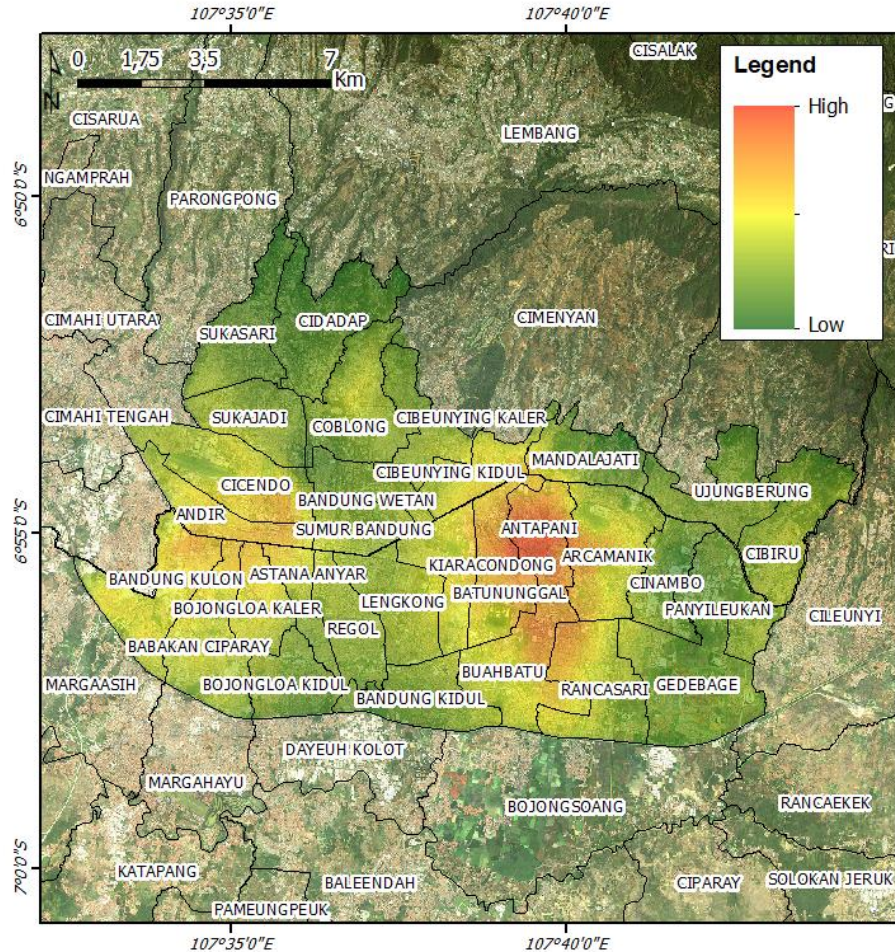 107°35'0"E 107°40'0"E
0 1,75 3,5 7
Km
N
Legend
High
Low
CISALAK
CISARUA
LEMBANG
NGAMPRAH
6°50'0"S
PARONGPONG
CIMAHI UTARA
SUKASARI
CIDADAP
CIMENYAN
CIMAHI TENGAH
SUKAJADI
COBLONG
CIBEUNYING KALER
CIBEUNYING KIDUL
MANDALAJATI
CICENDO
BANDUNG WETAN
UJUNGBERUNG
ANDIR
SUMUR BANDUNG
ANTAPANI
6°55'0"S
ARCAMANIK
CIBIRU
BANDUNG KULON
ASTANA ANYAR
KIARACONDONG
CINAMBO
BOJONGLOA KALER
LENGKONG
BATUNUNGGAL
PANYILEUKAN
CILEUNYI
REGOL
BABAKAN CIPARAY
MARGAASIH
BOJONGLOA KIDUL
BANDUNG KIDUL
BUAHBATU
RANCASARI
GEDEBAGE
DAYEUH KOLOT
MARGAHAYU
BOJONGSOANG
RANCAEKEK
KATAPANG
BALEENDAH
CIPARAY
SOLOKAN JERUK
7°0'0"S
PAMEUNGPEUK
107°35'0"E 107°40'0"E